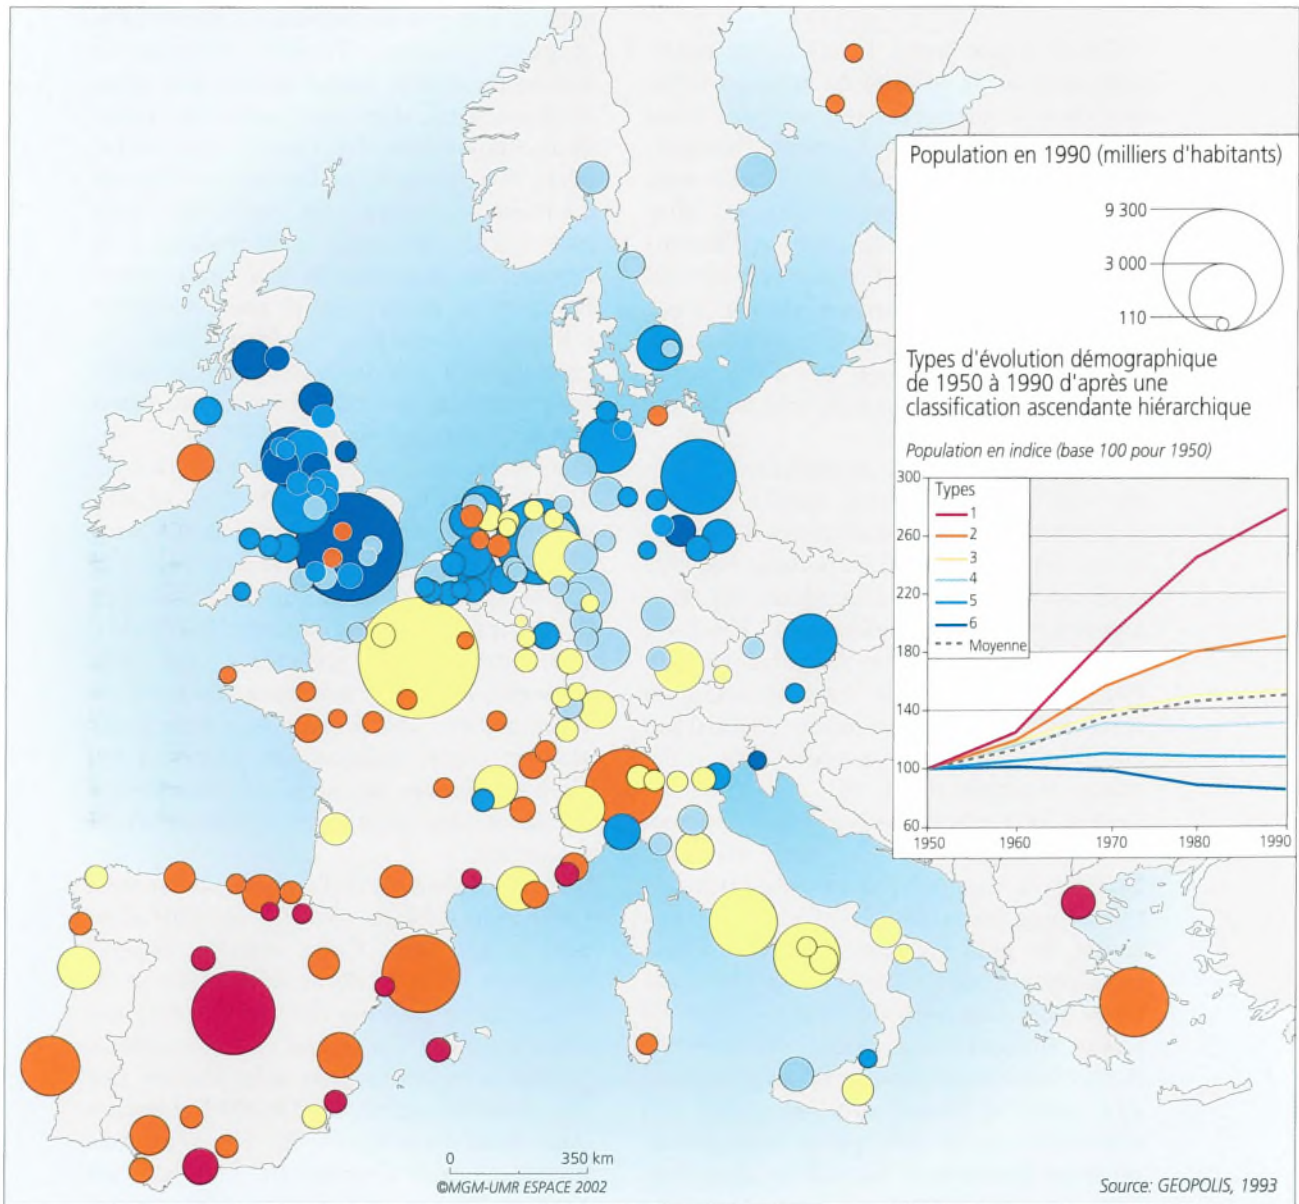 Population en 1990 (milliers d'habitants)
9 300
3 000
110
Types d'évolution démographique
de 1950 à 1990 d'après une
classification ascendante hiérarchique
Population en indice (base 100 pour 1950)
300
260
220
180
140
100
60
Types
1
2
3
4
5
6
Moyenne
1950
1960
1970
1980
1990
0
350 km
©MGM-UMR ESPACE 2002
Source: GEOPOLIS, 1993